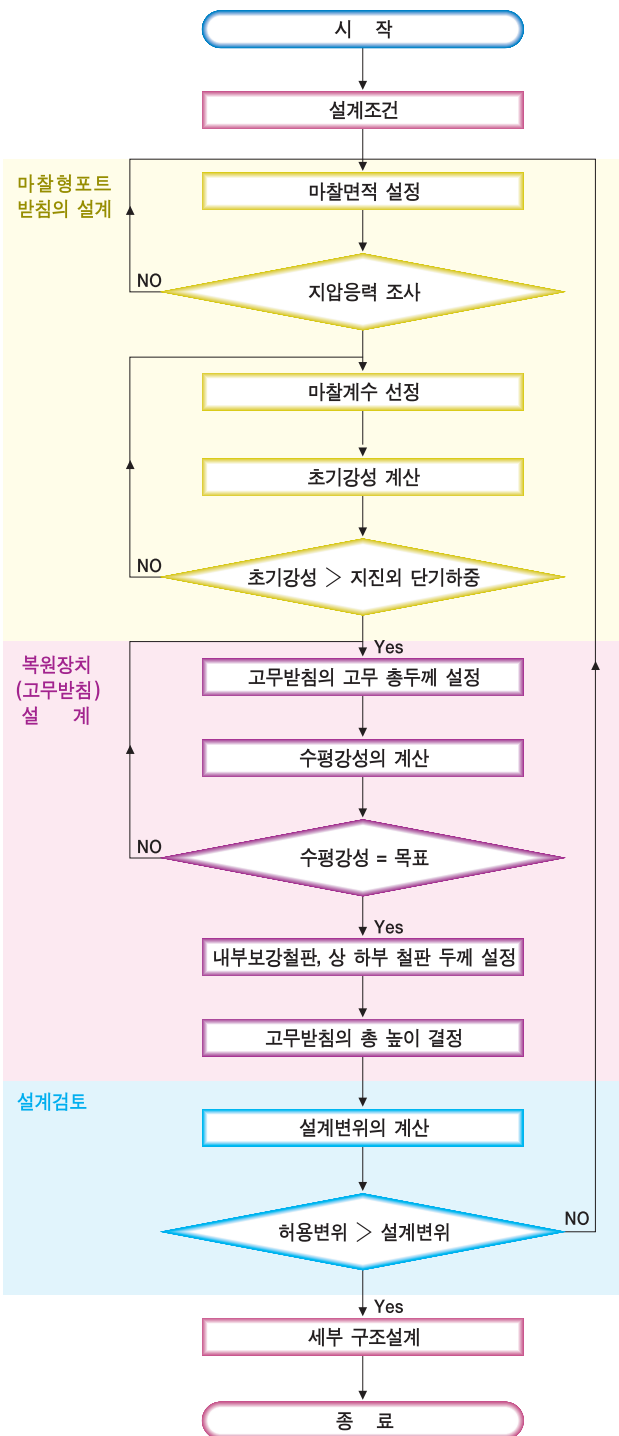 시 작
설계조건
마찰형포트
받침의 설계
마찰면적 설정
NO
지압응력 조사
마찰계수 선정
초기강성 계산
NO
초기강성 > 지진외 단기하중
Yes
복원장치
(고무받침)
설 계
고무받침의 고무 총두께 설정
수평강성의 계산
NO
수평강성 = 목표
Yes
내부보강철판, 상 하부 철판 두께 설정
고무받침의 총 높이 결정
설계검토
설계변위의 계산
NO
허용변위 > 설계변위
Yes
세부 구조설계
종 료